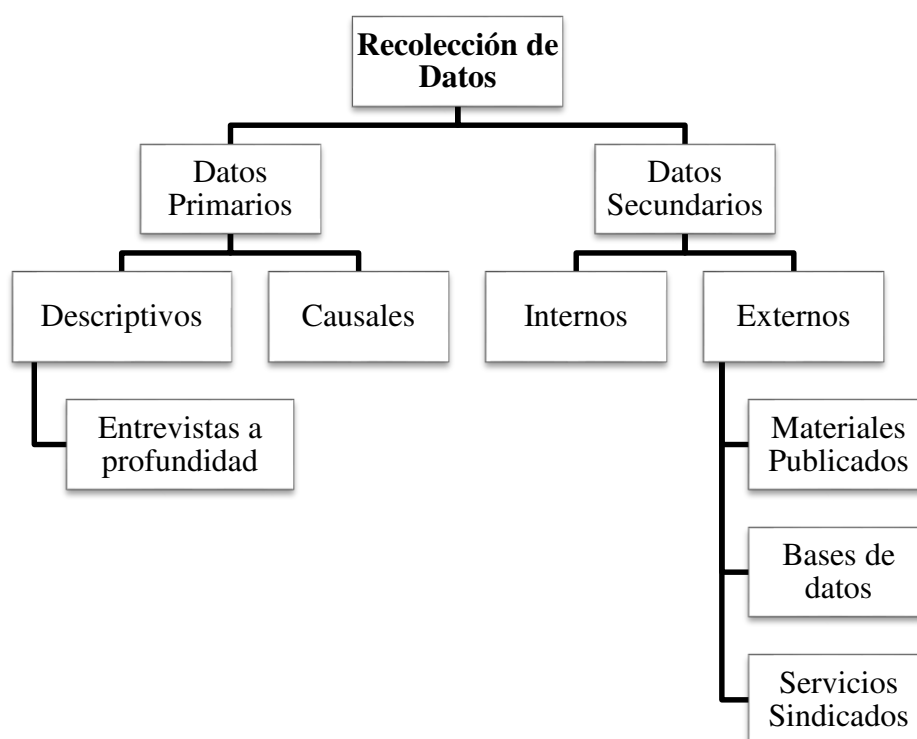 Recolección de
Datos
Datos
Primarios
Datos
Secundarios
Descriptivos
Causales
Internos
Externos
Entrevistas a
profundidad
Materiales
Publicados
Bases de
datos
Servicios
Sindicados